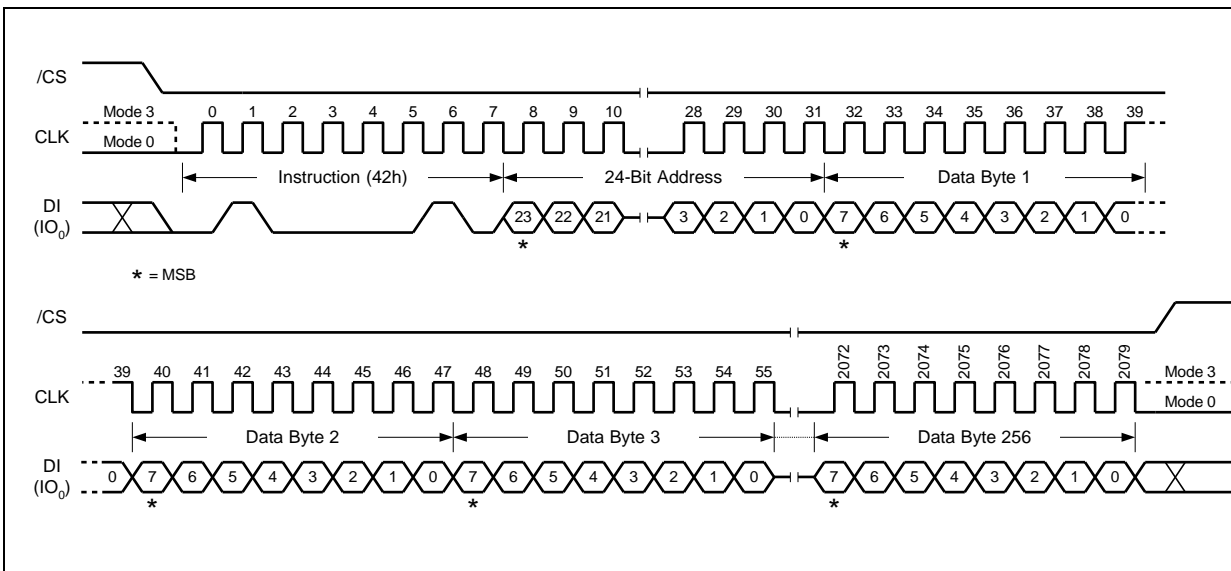 /CS
Mode 3 0 1 2 3 4 5 6 7 8 9 10 28 29 30 31 32 33 34 35 36 37 38 39
CLK
Mode 0
Instruction (42h) 24-Bit Address Data Byte 1
DI
(IO0) 23 22 21 3 2 1 0 7 6 5 4 3 2 1 0
* *
* = MSB
/CS
39 40 41 42 43 44 45 46 47 48 49 50 51 52 53 54 55 2072 2073 2074 2075 2076 2077 2078 2079 Mode 3
CLK
Mode 0
Data Byte 2 Data Byte 3 Data Byte 256
DI
(IO0) 0 7 6 5 4 3 2 1 0 7 6 5 4 3 2 1 0 7 6 5 4 3 2 1 0
* * *